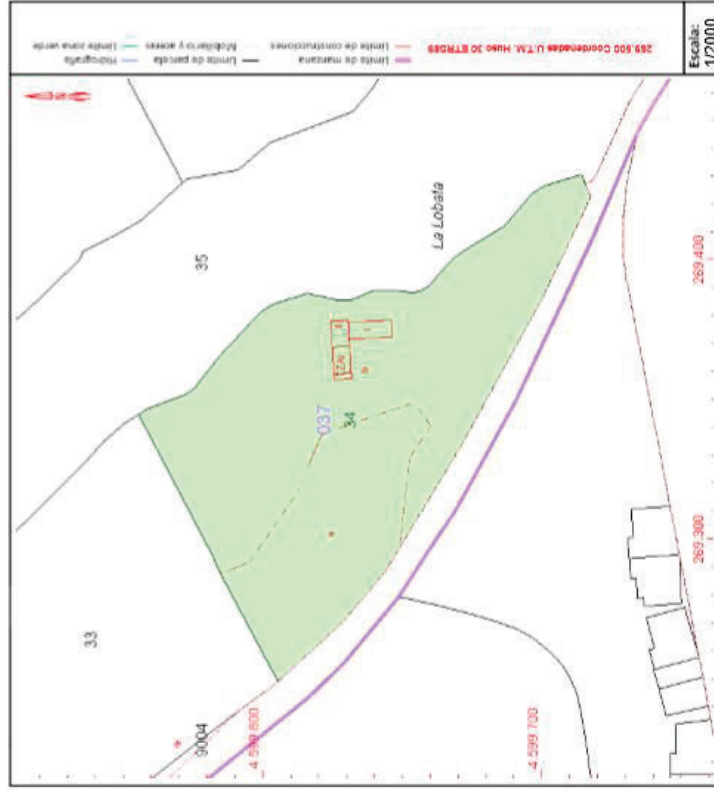 269.500 Coordenadas U.T.M. Huso 30 ETRS89
Límite de manzana
Límite de parcela
Límite de construcciones
Mobiliario y aceras
Límite zona verde
Hidrografía
Escala:
1/2000
35
La Lobata
037
34
33
9004
4.599.800
4.599.700
269.400
269.300